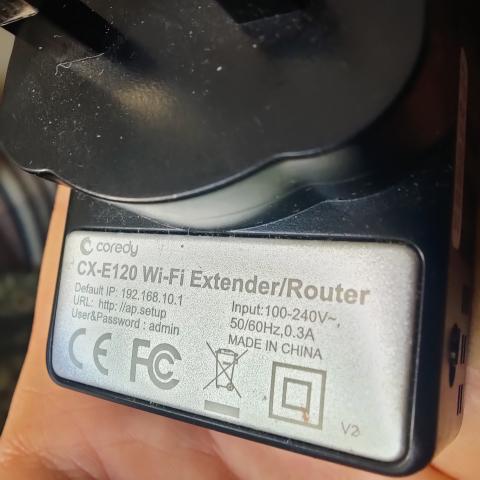 coredy
CX-E120 Wi-Fi Extender/Router
Default IP: 192.168.10.1
URL: http://ap.setup
User&Password : admin
Input:100-240V~,
50/60Hz,0.3A
MADE IN CHINA
CE FC
V2